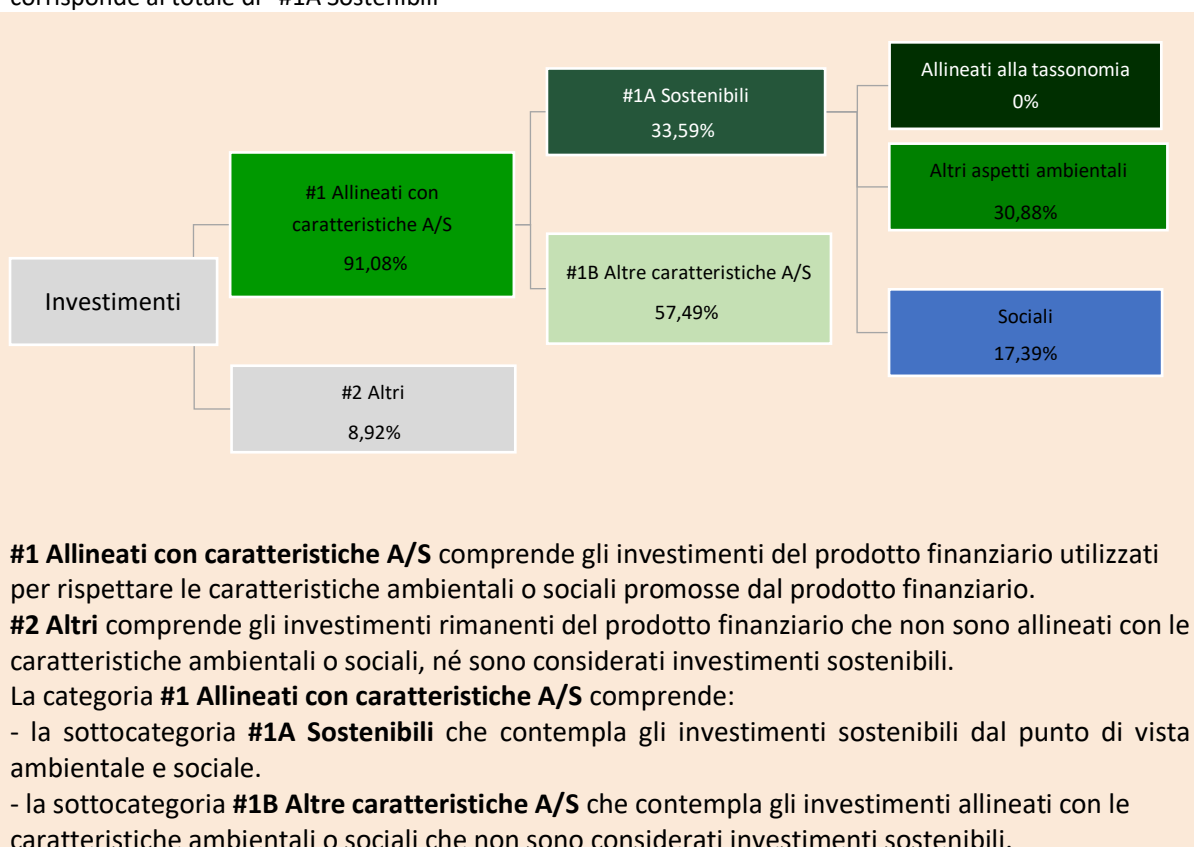 corrisponde al totale di "#1A Sostenibili"
Allineati alla tassonomia
0%
#1A Sostenibili
33,59%
Altri aspetti ambientali
30,88%
#1 Allineati con
caratteristiche A/S
91,08%
#1B Altre caratteristiche A/S
57,49%
Investimenti
Sociali
17,39%
#2 Altri
8,92%
#1 Allineati con caratteristiche A/S comprende gli investimenti del prodotto finanziario utilizzati
per rispettare le caratteristiche ambientali o sociali promosse dal prodotto finanziario.
#2 Altri comprende gli investimenti rimanenti del prodotto finanziario che non sono allineati con le
caratteristiche ambientali o sociali, né sono considerati investimenti sostenibili.
La categoria #1 Allineati con caratteristiche A/S comprende:
- la sottocategoria #1A Sostenibili che contempla gli investimenti sostenibili dal punto di vista
ambientale e sociale.
- la sottocategoria #1B Altre caratteristiche A/S che contempla gli investimenti allineati con le
caratteristiche ambientali o sociali che non sono considerati investimenti sostenibili.